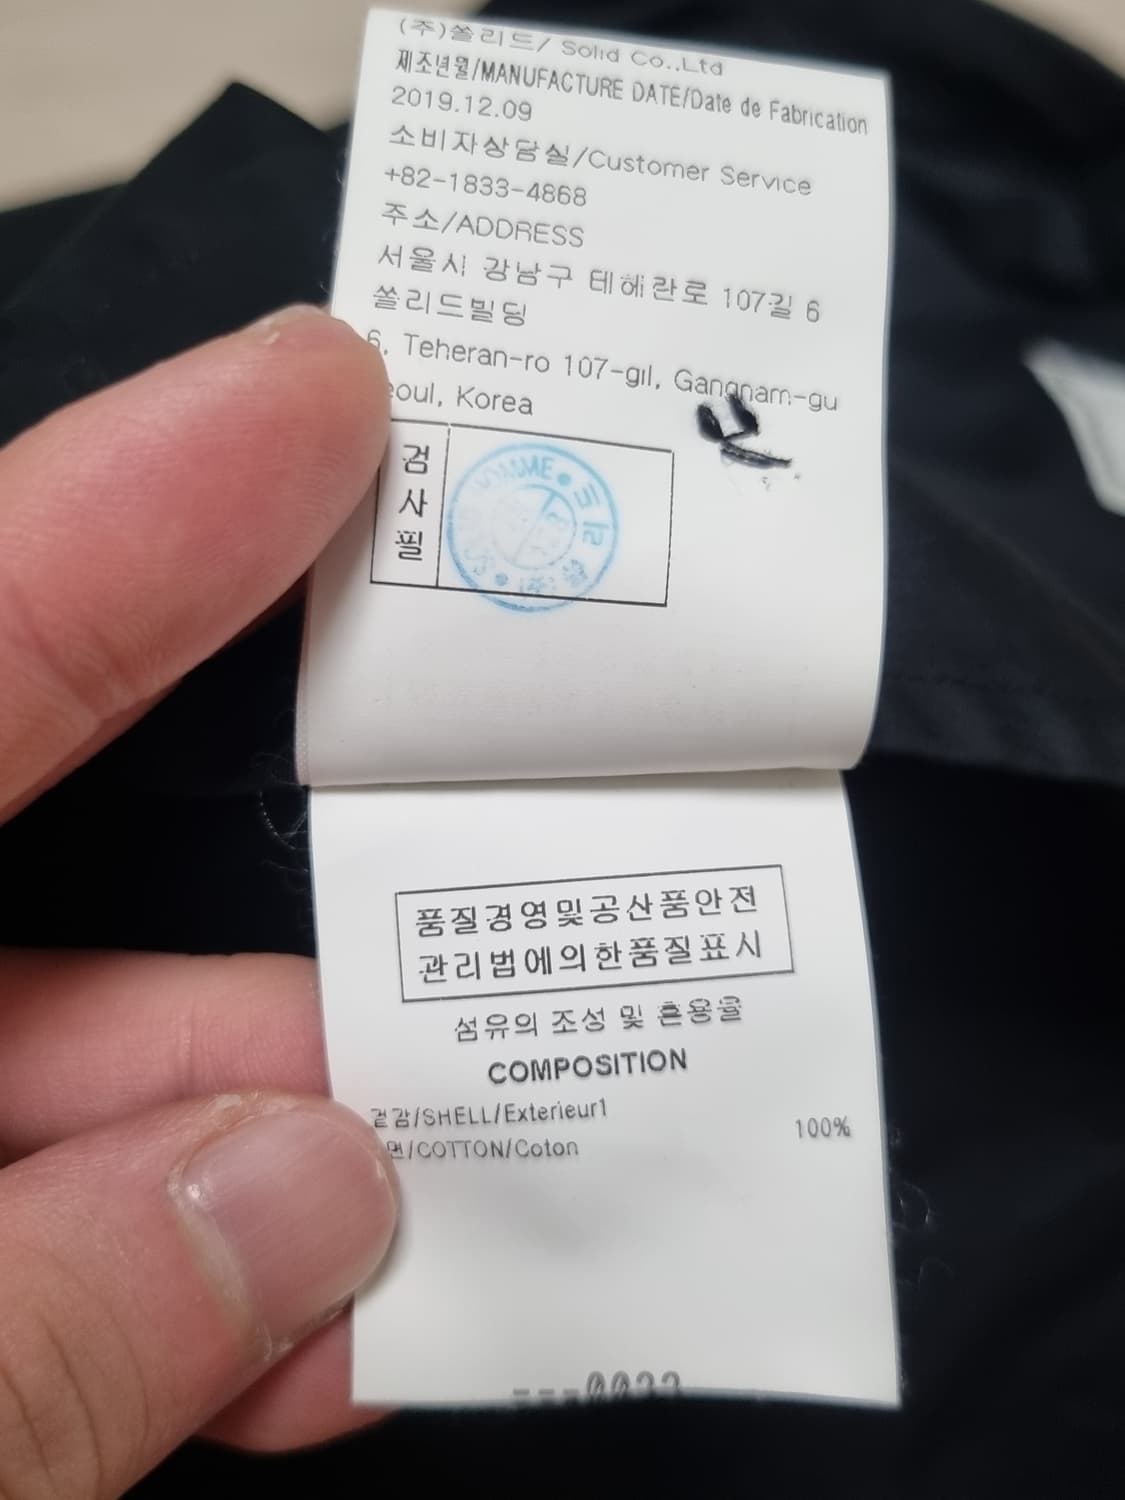 (주)쏠리드/ Solid Co.,Ltd
제조년월/MANUFACTURE DATE/Date de Fabrication
2019.12.09
소비자상담실/Customer Service
+82-1833-4868
주소/ADDRESS
서울시 강남구 테헤란로 107길 6
쏠리드빌딩
6, Teheran-ro 107-gil, Gangnam-gu
eoul, Korea
검
사
필
HOMME
(주)쏠리드
품질경영및공산품안전
관리법에의한품질표시
섬유의 조성 및 혼용율
COMPOSITION
겉감/SHELL/Exterieur1
면/COTTON/Coton 100%